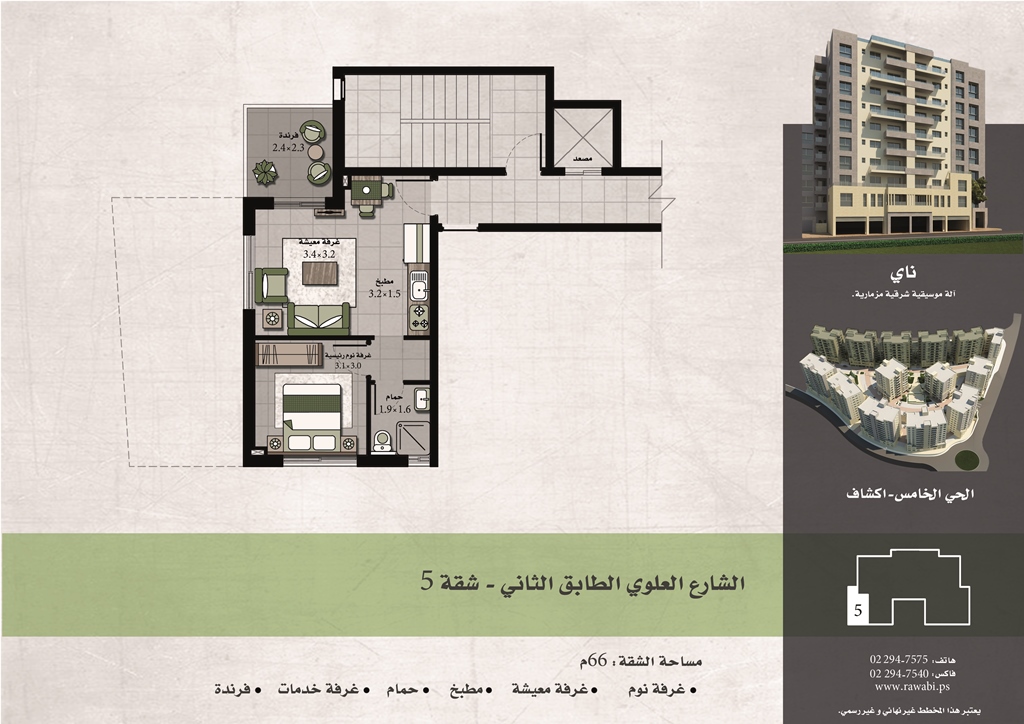 فرندة
2.4×2.3
مصعد
غرفة معيشة
3.4×3.2
مطبخ
3.2×1.5
غرفة نوم رئيسية
3.1×3.0
حمام
1.9×1.6
ناي
آلة موسيقية شرقية مزمارية.
الحي الخامس-اكشاف
الشارع العلوي الطابق الثاني - شقة 5
5
مساحة الشقة: 66م
• غرفة نوم • غرفة معيشة • مطبخ • حمام • غرفة خدمات • فرندة
هاتف: 02 294-7575
فاكس: 02 294-7540
www.rawabi.ps
يعتبر هذا المخطط غير نهائي و غير رسمي.